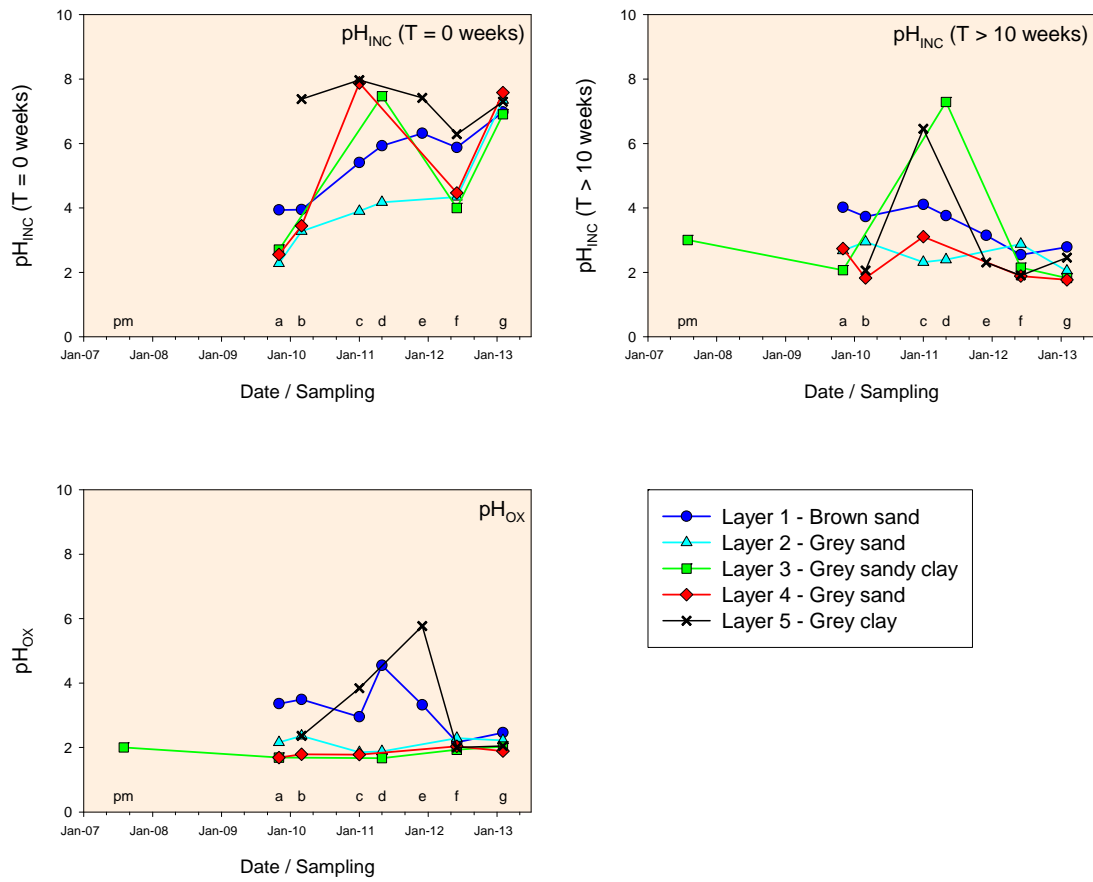 pH_INC (T = 0 weeks)
pH_INC (T = 0 weeks)
10
8
6
4
2
0
pm a b c d e f g
Jan-07 Jan-08 Jan-09 Jan-10 Jan-11 Jan-12 Jan-13
Date / Sampling
pH_INC (T > 10 weeks)
pH_INC (T > 10 weeks)
10
8
6
4
2
0
pm a b c d e f g
Jan-07 Jan-08 Jan-09 Jan-10 Jan-11 Jan-12 Jan-13
Date / Sampling
pH_OX
pH_OX
10
8
6
4
2
0
pm a b c d e f g
Jan-07 Jan-08 Jan-09 Jan-10 Jan-11 Jan-12 Jan-13
Date / Sampling
Layer 1 - Brown sand
Layer 2 - Grey sand
Layer 3 - Grey sandy clay
Layer 4 - Grey sand
Layer 5 - Grey clay